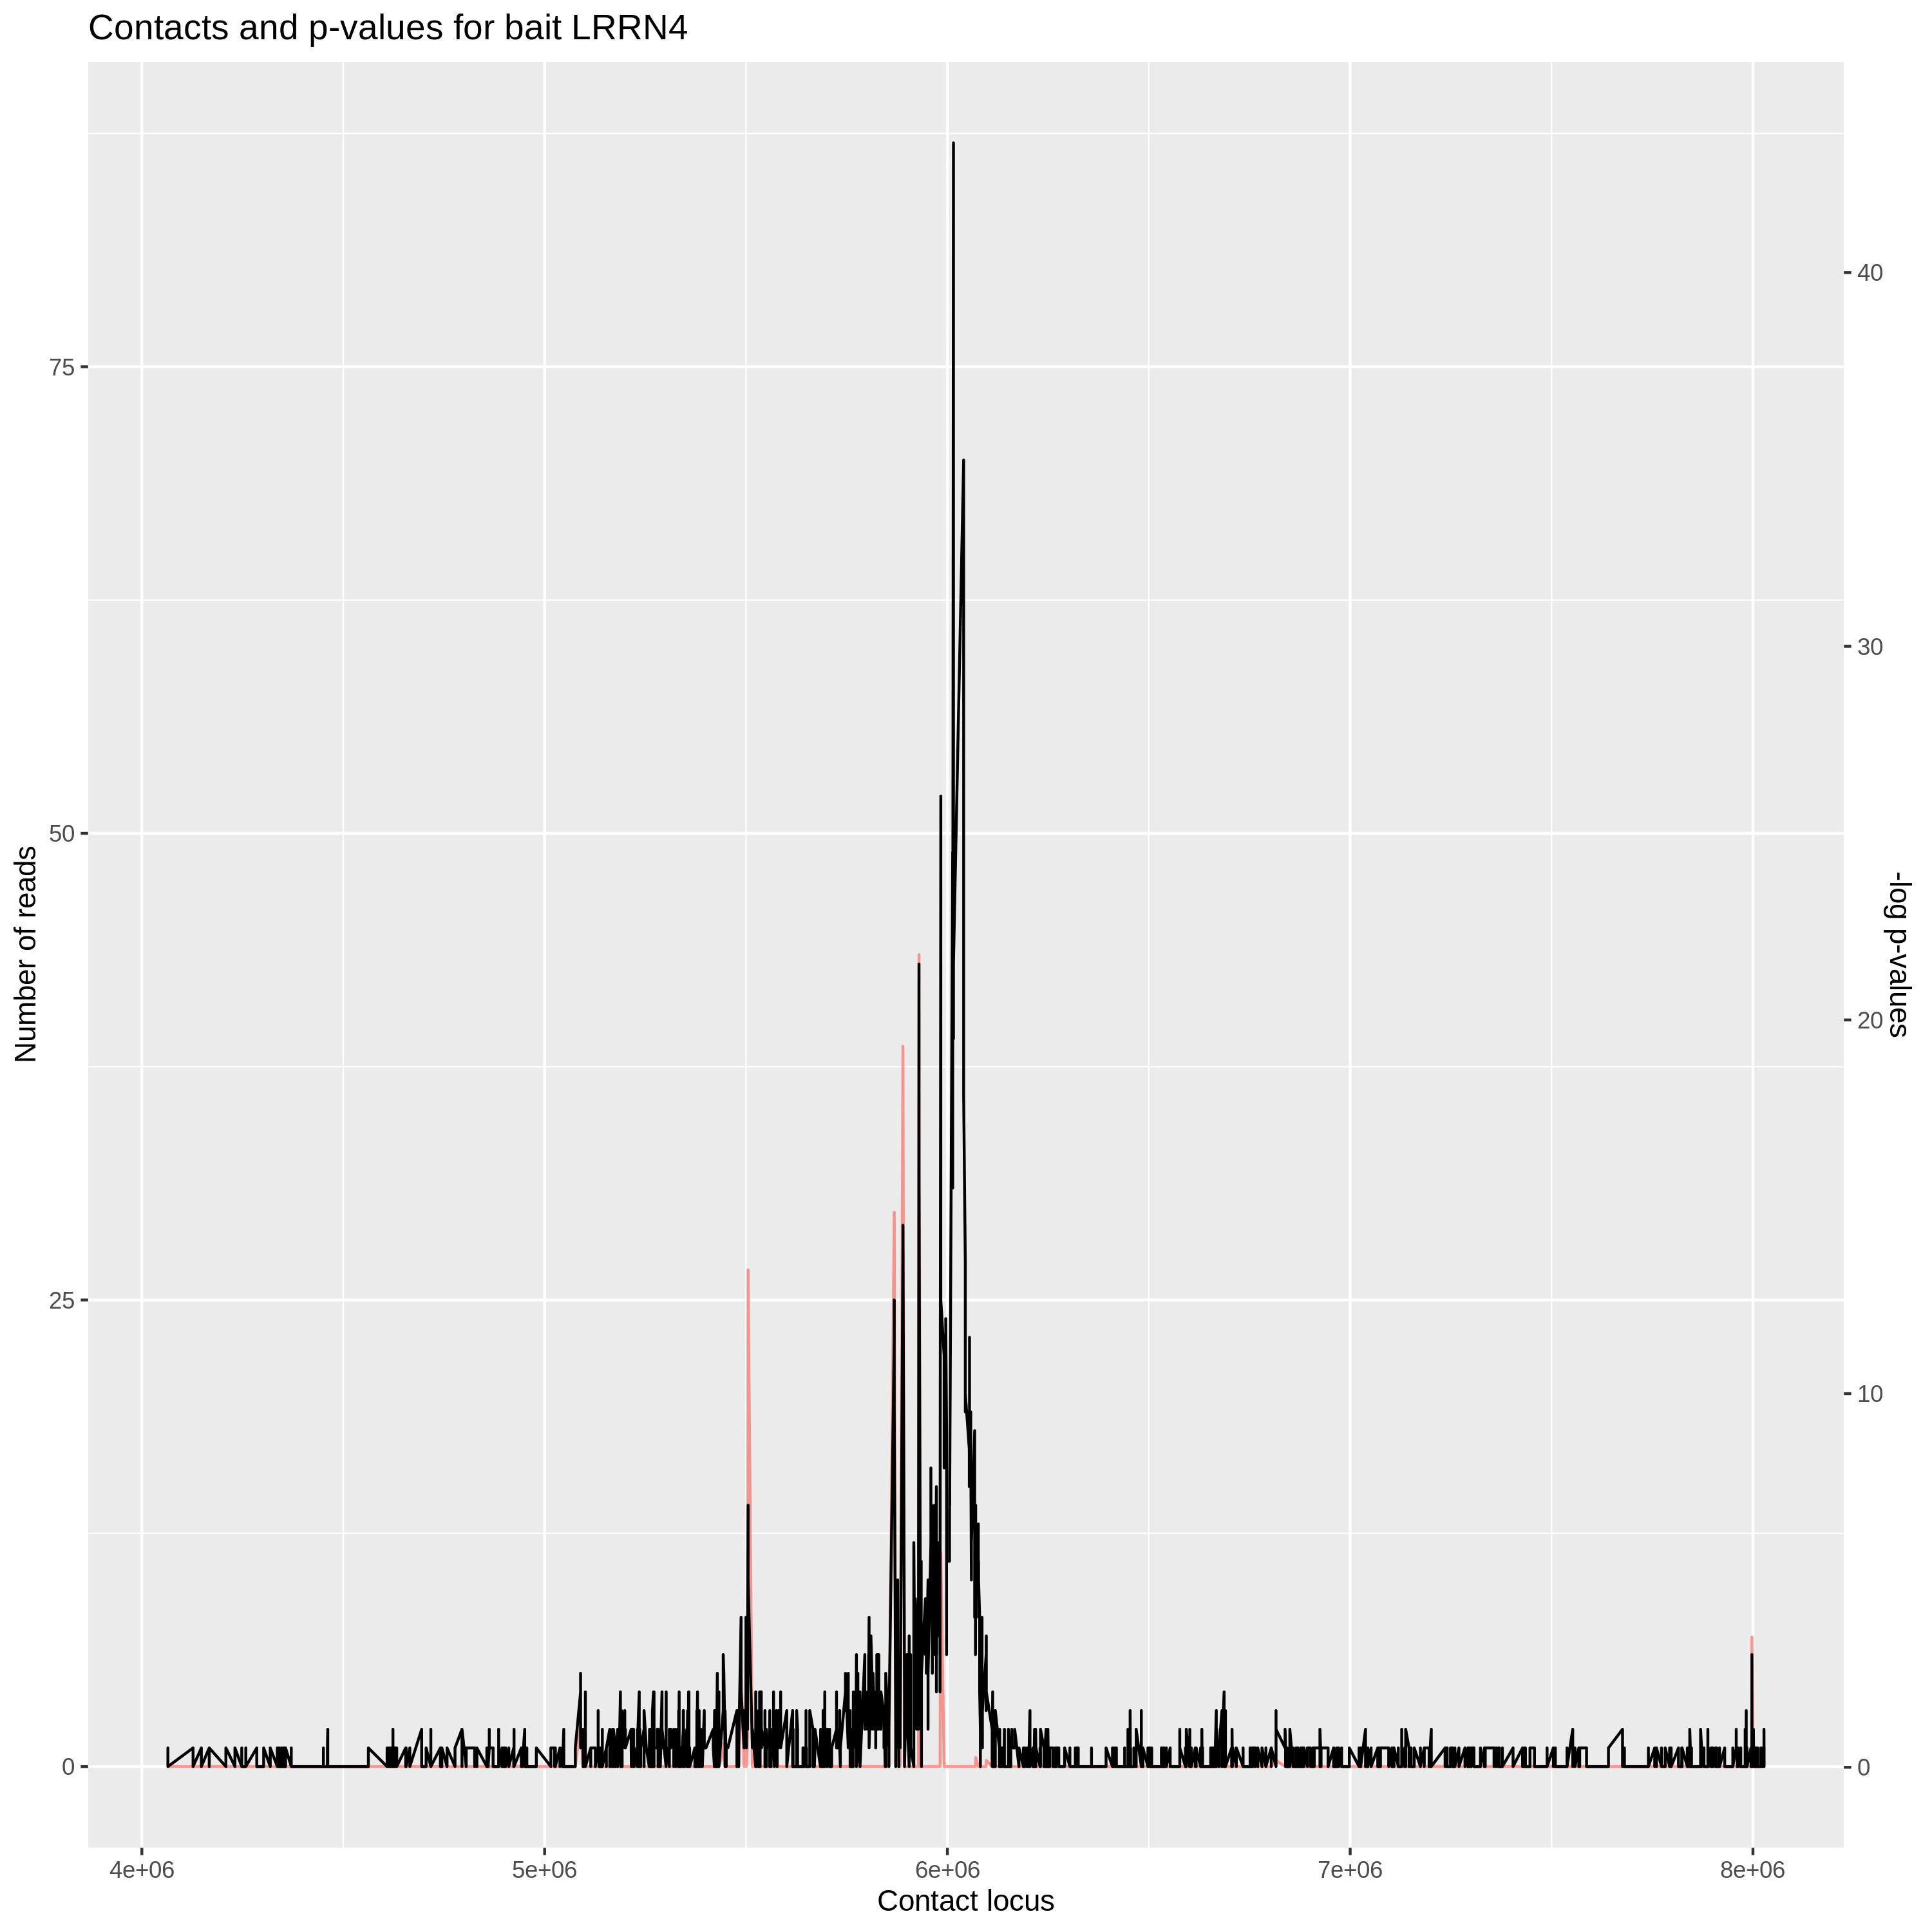 Contacts and p-values for bait LRRN4
75
50
25
0
40
30
20
10
0
Number of reads
-log p-values
4e+06
5e+06
6e+06
7e+06
8e+06
Contact locus